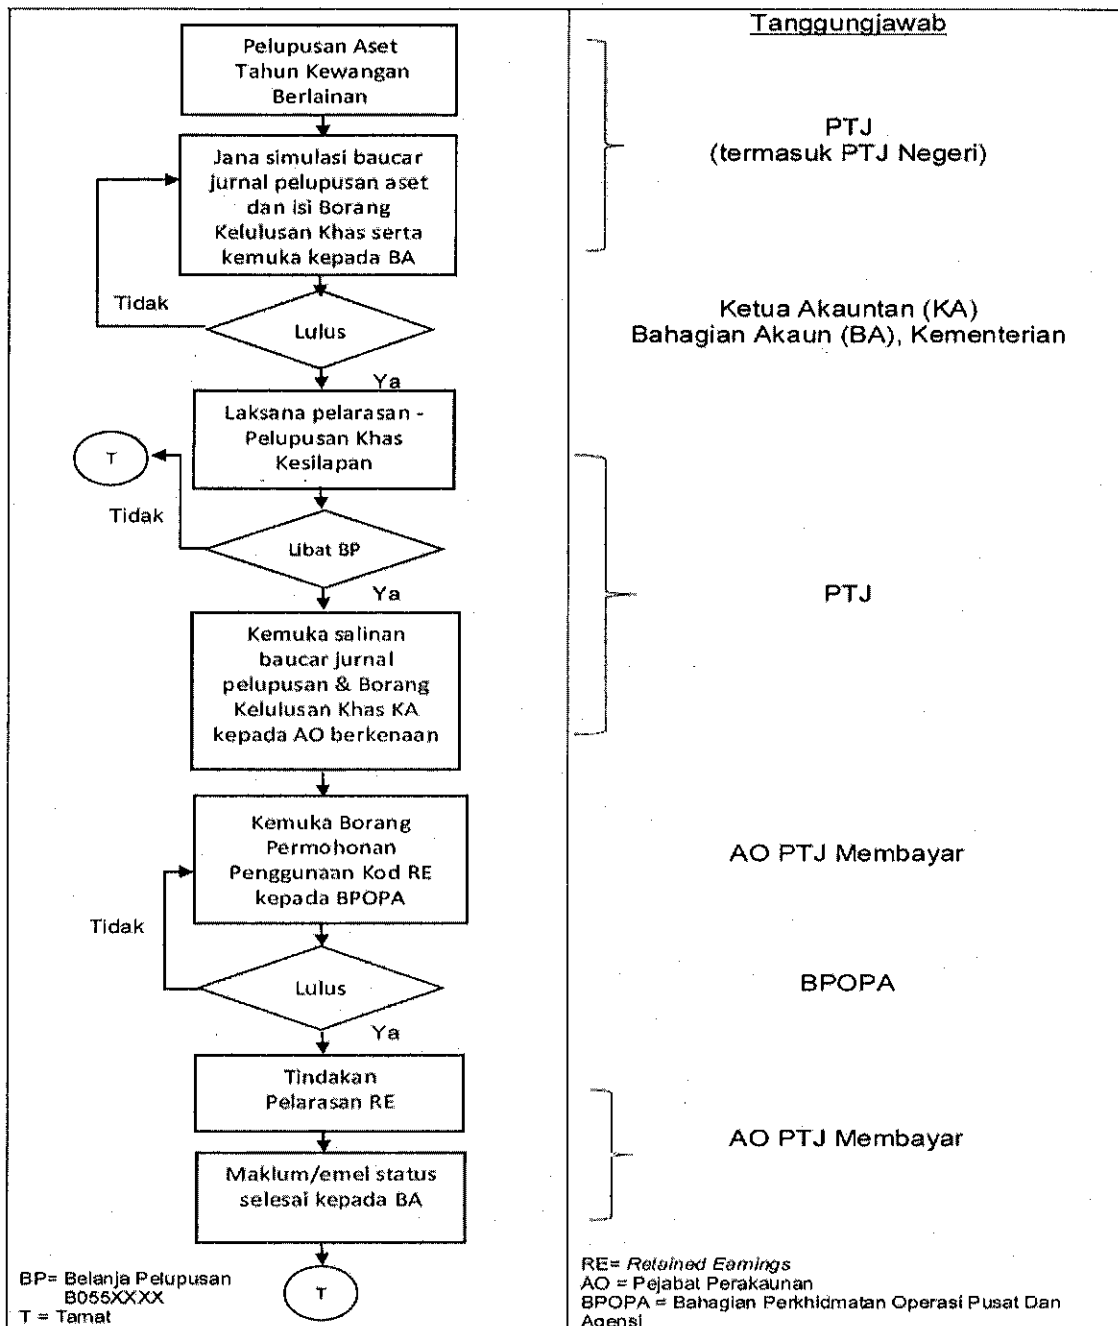 Tanggungjawab
Pelupusan Aset
Tahun Kewangan
Berlainan
PTJ
(termasuk PTJ Negeri)
Jana simulasi baucar
jurnal pelupusan aset
dan isi Borang
Kelulusan Khas serta
kemuka kepada BA
Tidak
Lulus
Ketua Akauntan (KA)
Bahagian Akaun (BA), Kementerian
Ya
Laksana pelarasan -
Pelupusan Khas
Kesilapan
T
Tidak
Libat BP
Ya
PTJ
Kemuka salinan
baucar jurnal
pelupusan & Borang
Kelulusan Khas KA
kepada AO berkenaan
Kemuka Borang
Permohonan
Penggunaan Kod RE
kepada BPOPA
AO PTJ Membayar
Tidak
Lulus
BPOPA
Ya
Tindakan
Pelarasan RE
AO PTJ Membayar
Maklum/emel status
selesai kepada BA
T
BP= Belanja Pelupusan
B055XXXX
T = Tamat
RE= Retained Earnings
AO = Pejabat Perakaunan
BPOPA = Bahagian Perkhidmatan Operasi Pusat Dan
Agensi